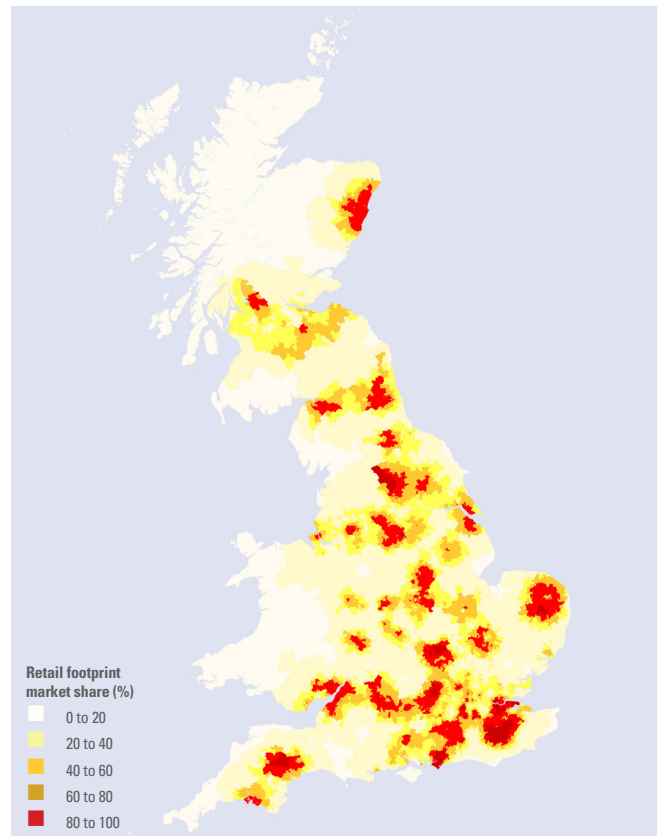 Retail footprint
market share (%)
0 to 20
20 to 40
40 to 60
60 to 80
80 to 100